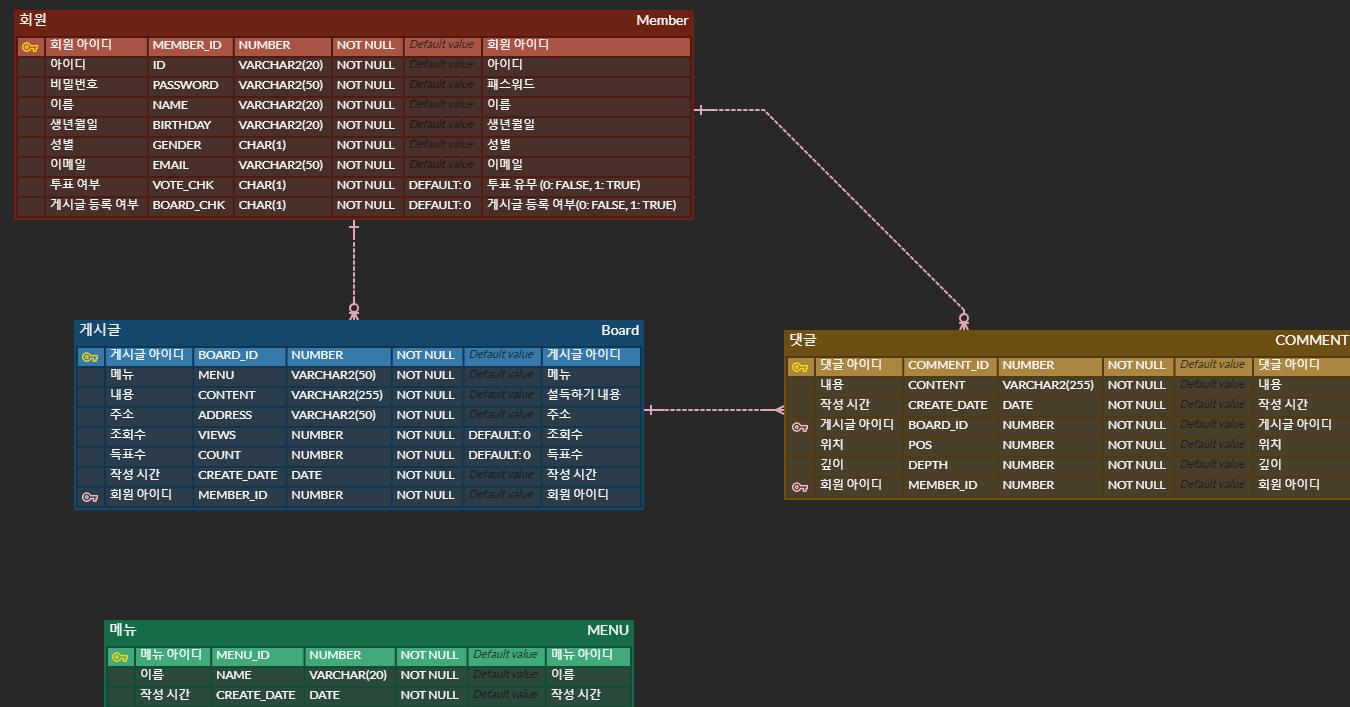 회원 Member
회원 아이디 MEMBER_ID NUMBER NOT NULL Default value 회원 아이디
아이디 ID VARCHAR2(20) NOT NULL Default value 아이디
비밀번호 PASSWORD VARCHAR2(50) NOT NULL Default value 패스워드
이름 NAME VARCHAR2(20) NOT NULL Default value 이름
생년월일 BIRTHDAY VARCHAR2(20) NOT NULL Default value 생년월일
성별 GENDER CHAR(1) NOT NULL Default value 성별
이메일 EMAIL VARCHAR2(50) NOT NULL Default value 이메일
투표 여부 VOTE_CHK CHAR(1) NOT NULL DEFAULT: 0 투표 유무 (0: FALSE, 1: TRUE)
게시글 등록 여부 BOARD_CHK CHAR(1) NOT NULL DEFAULT: 0 게시글 등록 여부(0: FALSE, 1: TRUE)
게시글 Board
게시글 아이디 BOARD_ID NUMBER NOT NULL Default value 게시글 아이디
메뉴 MENU VARCHAR2(50) NOT NULL Default value 메뉴
내용 CONTENT VARCHAR2(255) NOT NULL Default value 설득하기 내용
주소 ADDRESS VARCHAR2(50) NOT NULL Default value 주소
조회수 VIEWS NUMBER NOT NULL DEFAULT: 0 조회수
득표수 COUNT NUMBER NOT NULL DEFAULT: 0 득표수
작성 시간 CREATE_DATE DATE NOT NULL Default value 작성 시간
회원 아이디 MEMBER_ID NUMBER NOT NULL Default value 회원 아이디
댓글 COMMENT
댓글 아이디 COMMENT_ID NUMBER NOT NULL Default value 댓글 아이디
내용 CONTENT VARCHAR2(255) NOT NULL Default value 내용
작성 시간 CREATE_DATE DATE NOT NULL Default value 작성 시간
게시글 아이디 BOARD_ID NUMBER NOT NULL Default value 게시글 아이디
위치 POS NUMBER NOT NULL Default value 위치
깊이 DEPTH NUMBER NOT NULL Default value 깊이
회원 아이디 MEMBER_ID NUMBER NOT NULL Default value 회원 아이디
메뉴 MENU
메뉴 아이디 MENU_ID NUMBER NOT NULL Default value 메뉴 아이디
이름 NAME VARCHAR(20) NOT NULL Default value 이름
작성 시간 CREATE_DATE DATE NOT NULL Default value 작성 시간